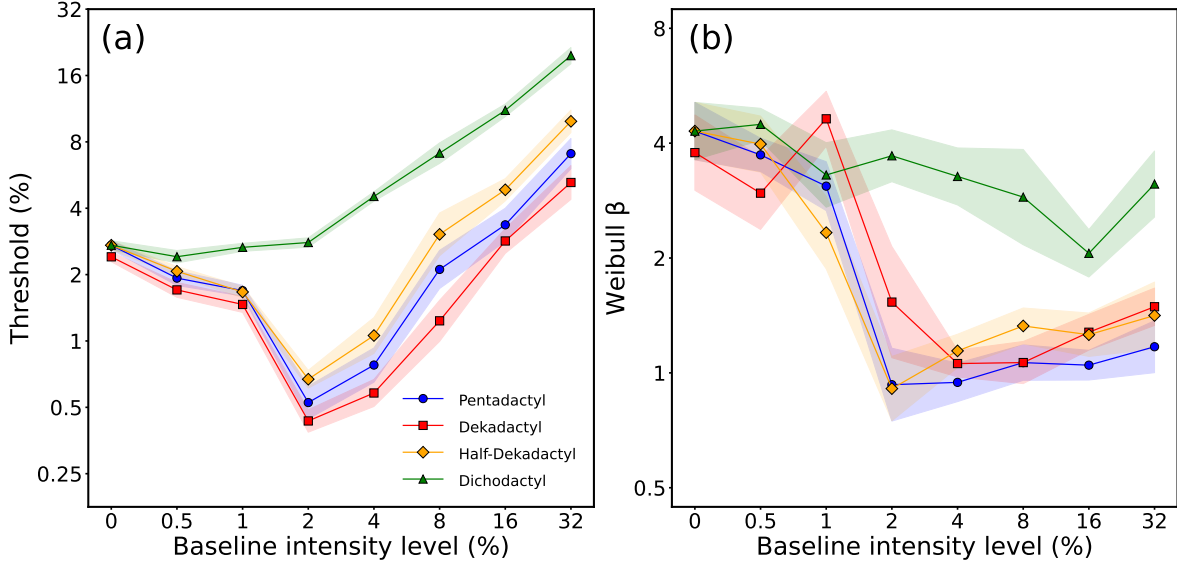 (a)
Threshold (%)
32
16
8
4
2
1
0.5
0.25
Pentadactyl
Dekadactyl
Half-Dekadactyl
Dichodactyl
0 0.5 1 2 4 8 16 32
Baseline intensity level (%)
(b)
Weibull β
8
4
2
1
0.5
0 0.5 1 2 4 8 16 32
Baseline intensity level (%)